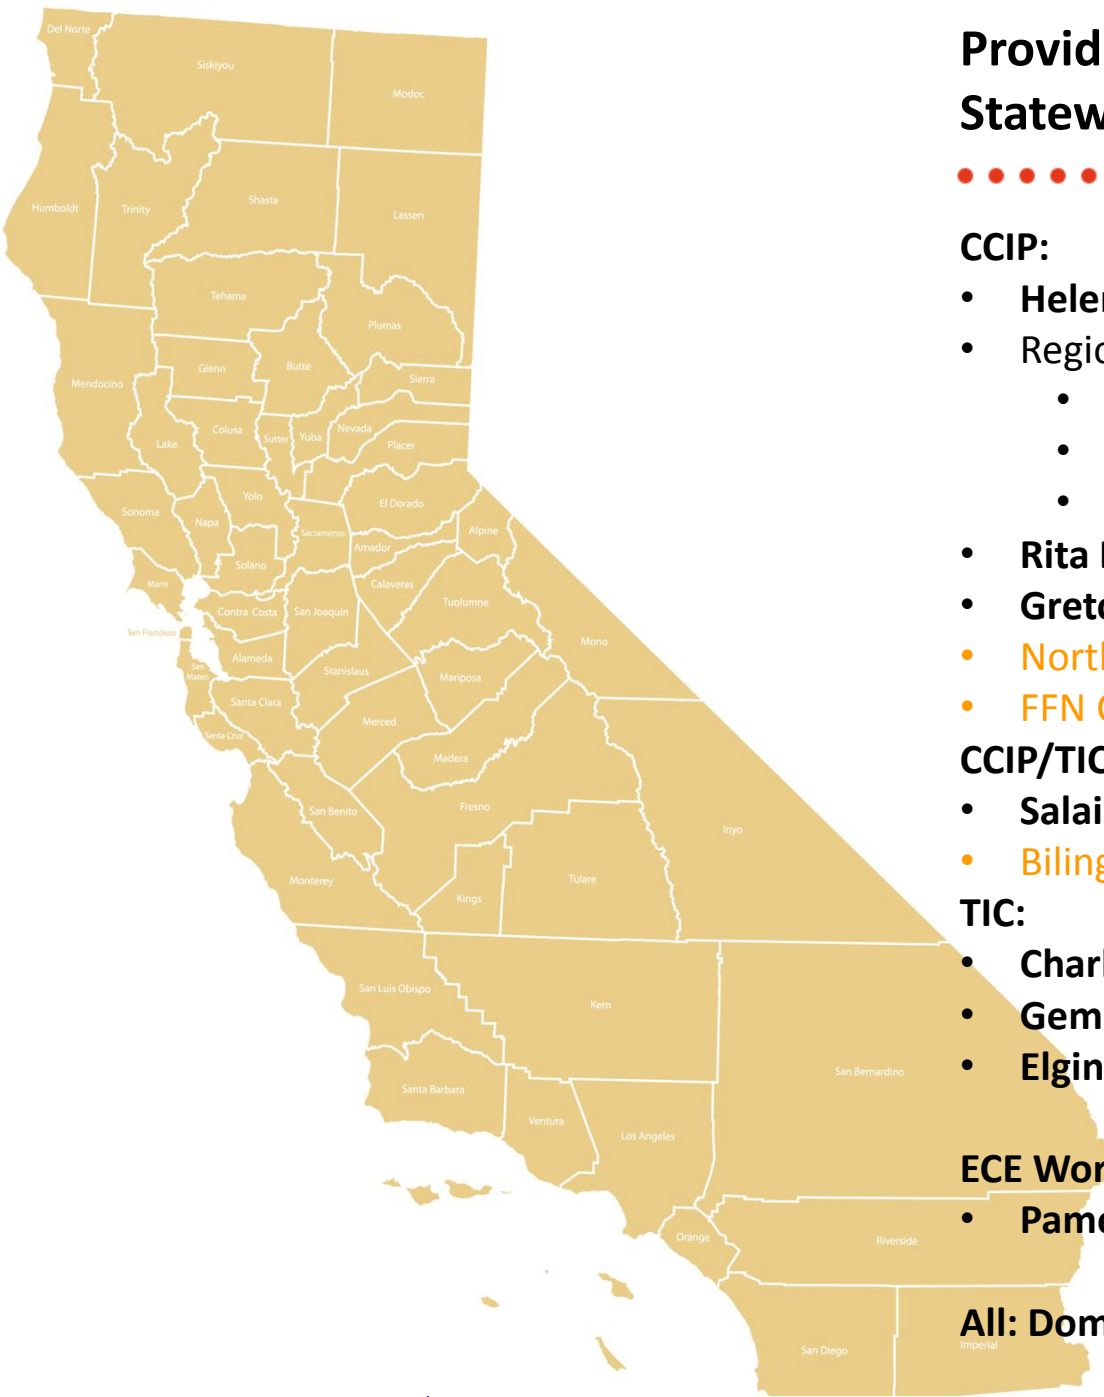 Del Norte
Siskiyou
Modoc
Humboldt
Trinity
Shasta
Lassen
Tehama
Plumas
Mendocino
Glenn
Butte
Sierra
Lake
Colusa
Sutter
Yuba
Nevada
Placer
Sonoma
Napa
Yolo
El Dorado
Sacramento
Alpine
Amador
Solano
Marin
Calaveras
Contra Costa
San Joaquin
Tuolumne
San Francisco
Mono
Alameda
San
Mateo
Stanislaus
Mariposa
Santa Clara
Santa Cruz
Merced
Madera
San Benito
Fresno
Inyo
Monterey
Kings
Tulare
San Luis Obispo
Kern
San Bernardino
Santa Barbara
Ventura
Los Angeles
Orange
Riverside
San Diego
Imperial
Provid
Statew
CCIP:
• Heler
• Regio
•
•
•
• Rita
• Gretc
• North
• FFN
CCIP/TIC
• Salai
• Biling
TIC:
• Charl
• Gem
• Elgin
ECE Wor
• Pame
All: Dom